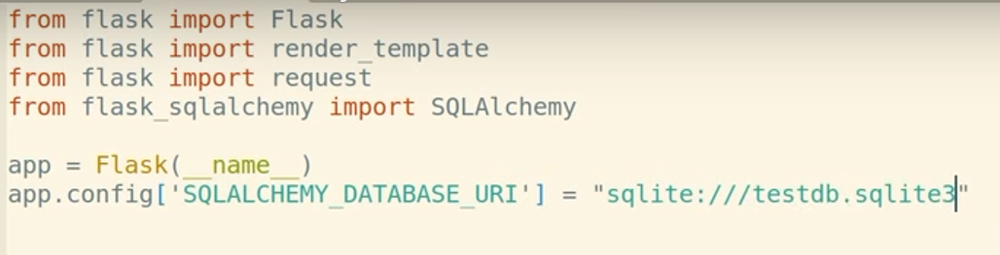 from flask import Flask
from flask import render_template
from flask import request
from flask_sqlalchemy import SQLAlchemy
app = Flask(__name__)
app.config['SQLALCHEMY_DATABASE_URI'] = "sqlite:///testdb.sqlite3"